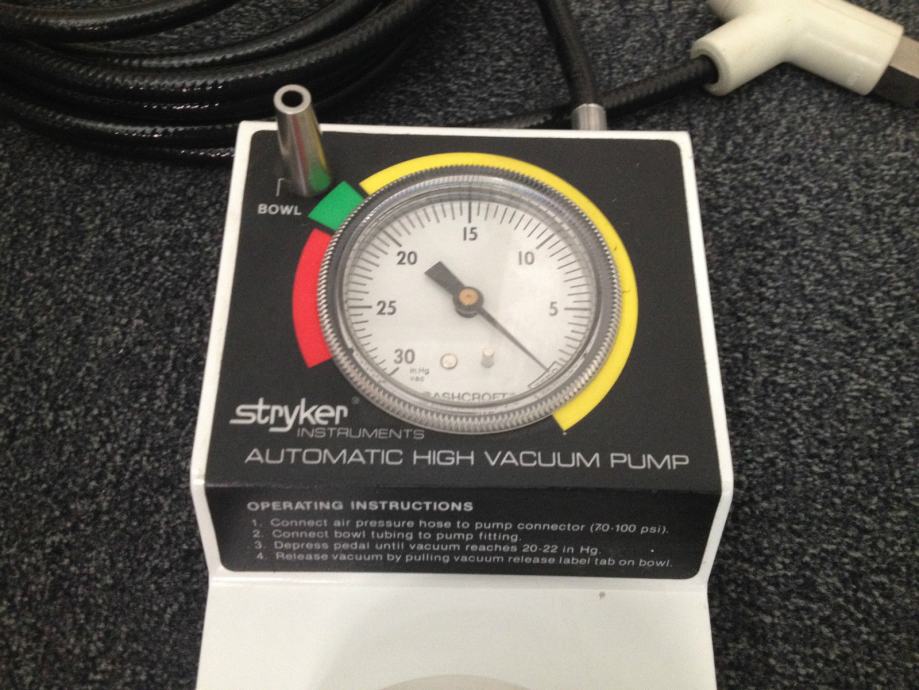 BOWL
15
20
10
25
5
30
0
in.Hg
vac
ASHCROFT
stryker®
INSTRUMENTS
AUTOMATIC HIGH VACUUM PUMP
OPERATING INSTRUCTIONS
1. Connect air pressure hose to pump connector (70-100 psi).
2. Connect bowl tubing to pump fitting.
3. Depress pedal until vacuum reaches 20-22 in Hg.
4. Release vacuum by pulling vacuum release label tab on bowl.